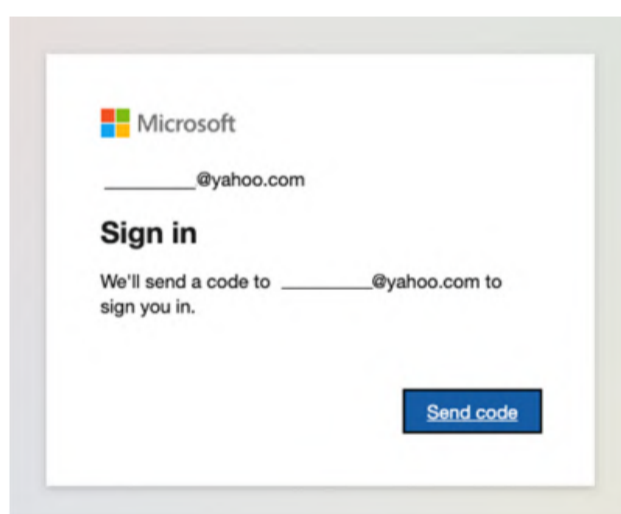 Microsoft
_________@yahoo.com
Sign in
We'll send a code to _________@yahoo.com to
sign you in.
Send code